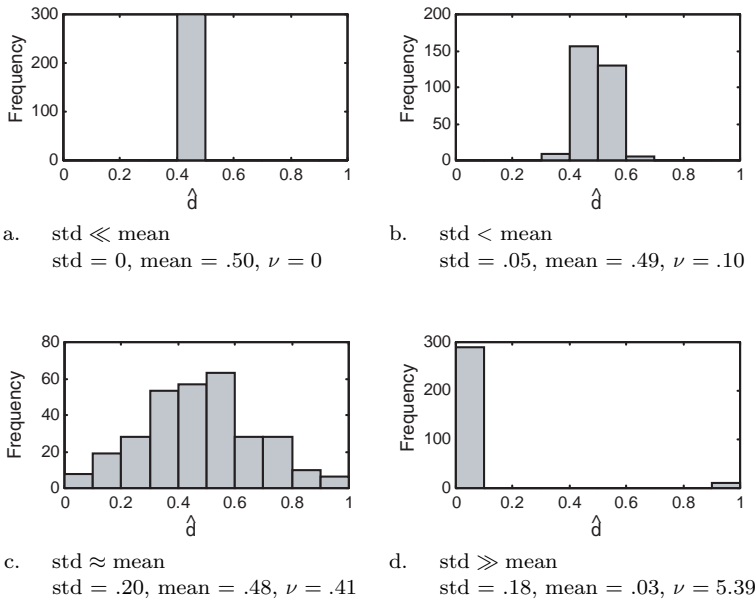 300
200
100
0
Frequency
0 0.2 0.4 0.6 0.8 1
d̂
a. std ≪ mean
std = 0, mean = .50, ν = 0
200
150
100
50
0
Frequency
0 0.2 0.4 0.6 0.8 1
d̂
b. std < mean
std = .05, mean = .49, ν = .10
80
60
40
20
0
Frequency
0 0.2 0.4 0.6 0.8 1
d̂
c. std ≈ mean
std = .20, mean = .48, ν = .41
300
200
100
0
Frequency
0 0.2 0.4 0.6 0.8 1
d̂
d. std ≫ mean
std = .18, mean = .03, ν = 5.39